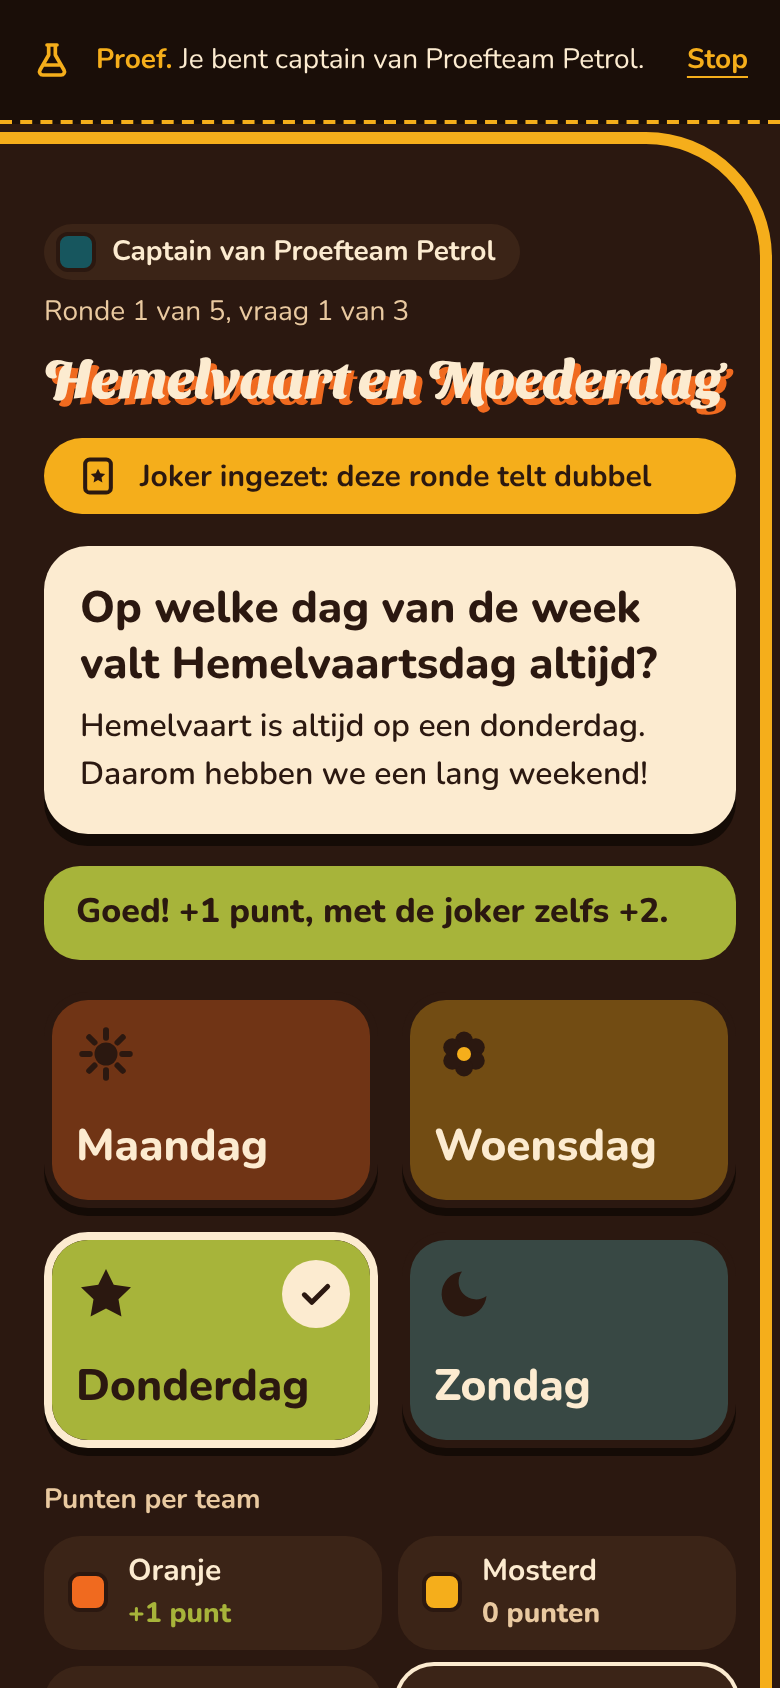 Proef. Je bent captain van Proefteam Petrol. Stop
Captain van Proefteam Petrol
Ronde 1 van 5, vraag 1 van 3
Hemelvaart en Moederdag
Joker ingezet: deze ronde telt dubbel
Op welke dag van de week
valt Hemelvaartsdag altijd?
Hemelvaart is altijd op een donderdag.
Daarom hebben we een lang weekend!
Goed! +1 punt, met de joker zelfs +2.
Maandag
Woensdag
Donderdag
Zondag
Punten per team
Oranje
+1 punt
Mosterd
0 punten